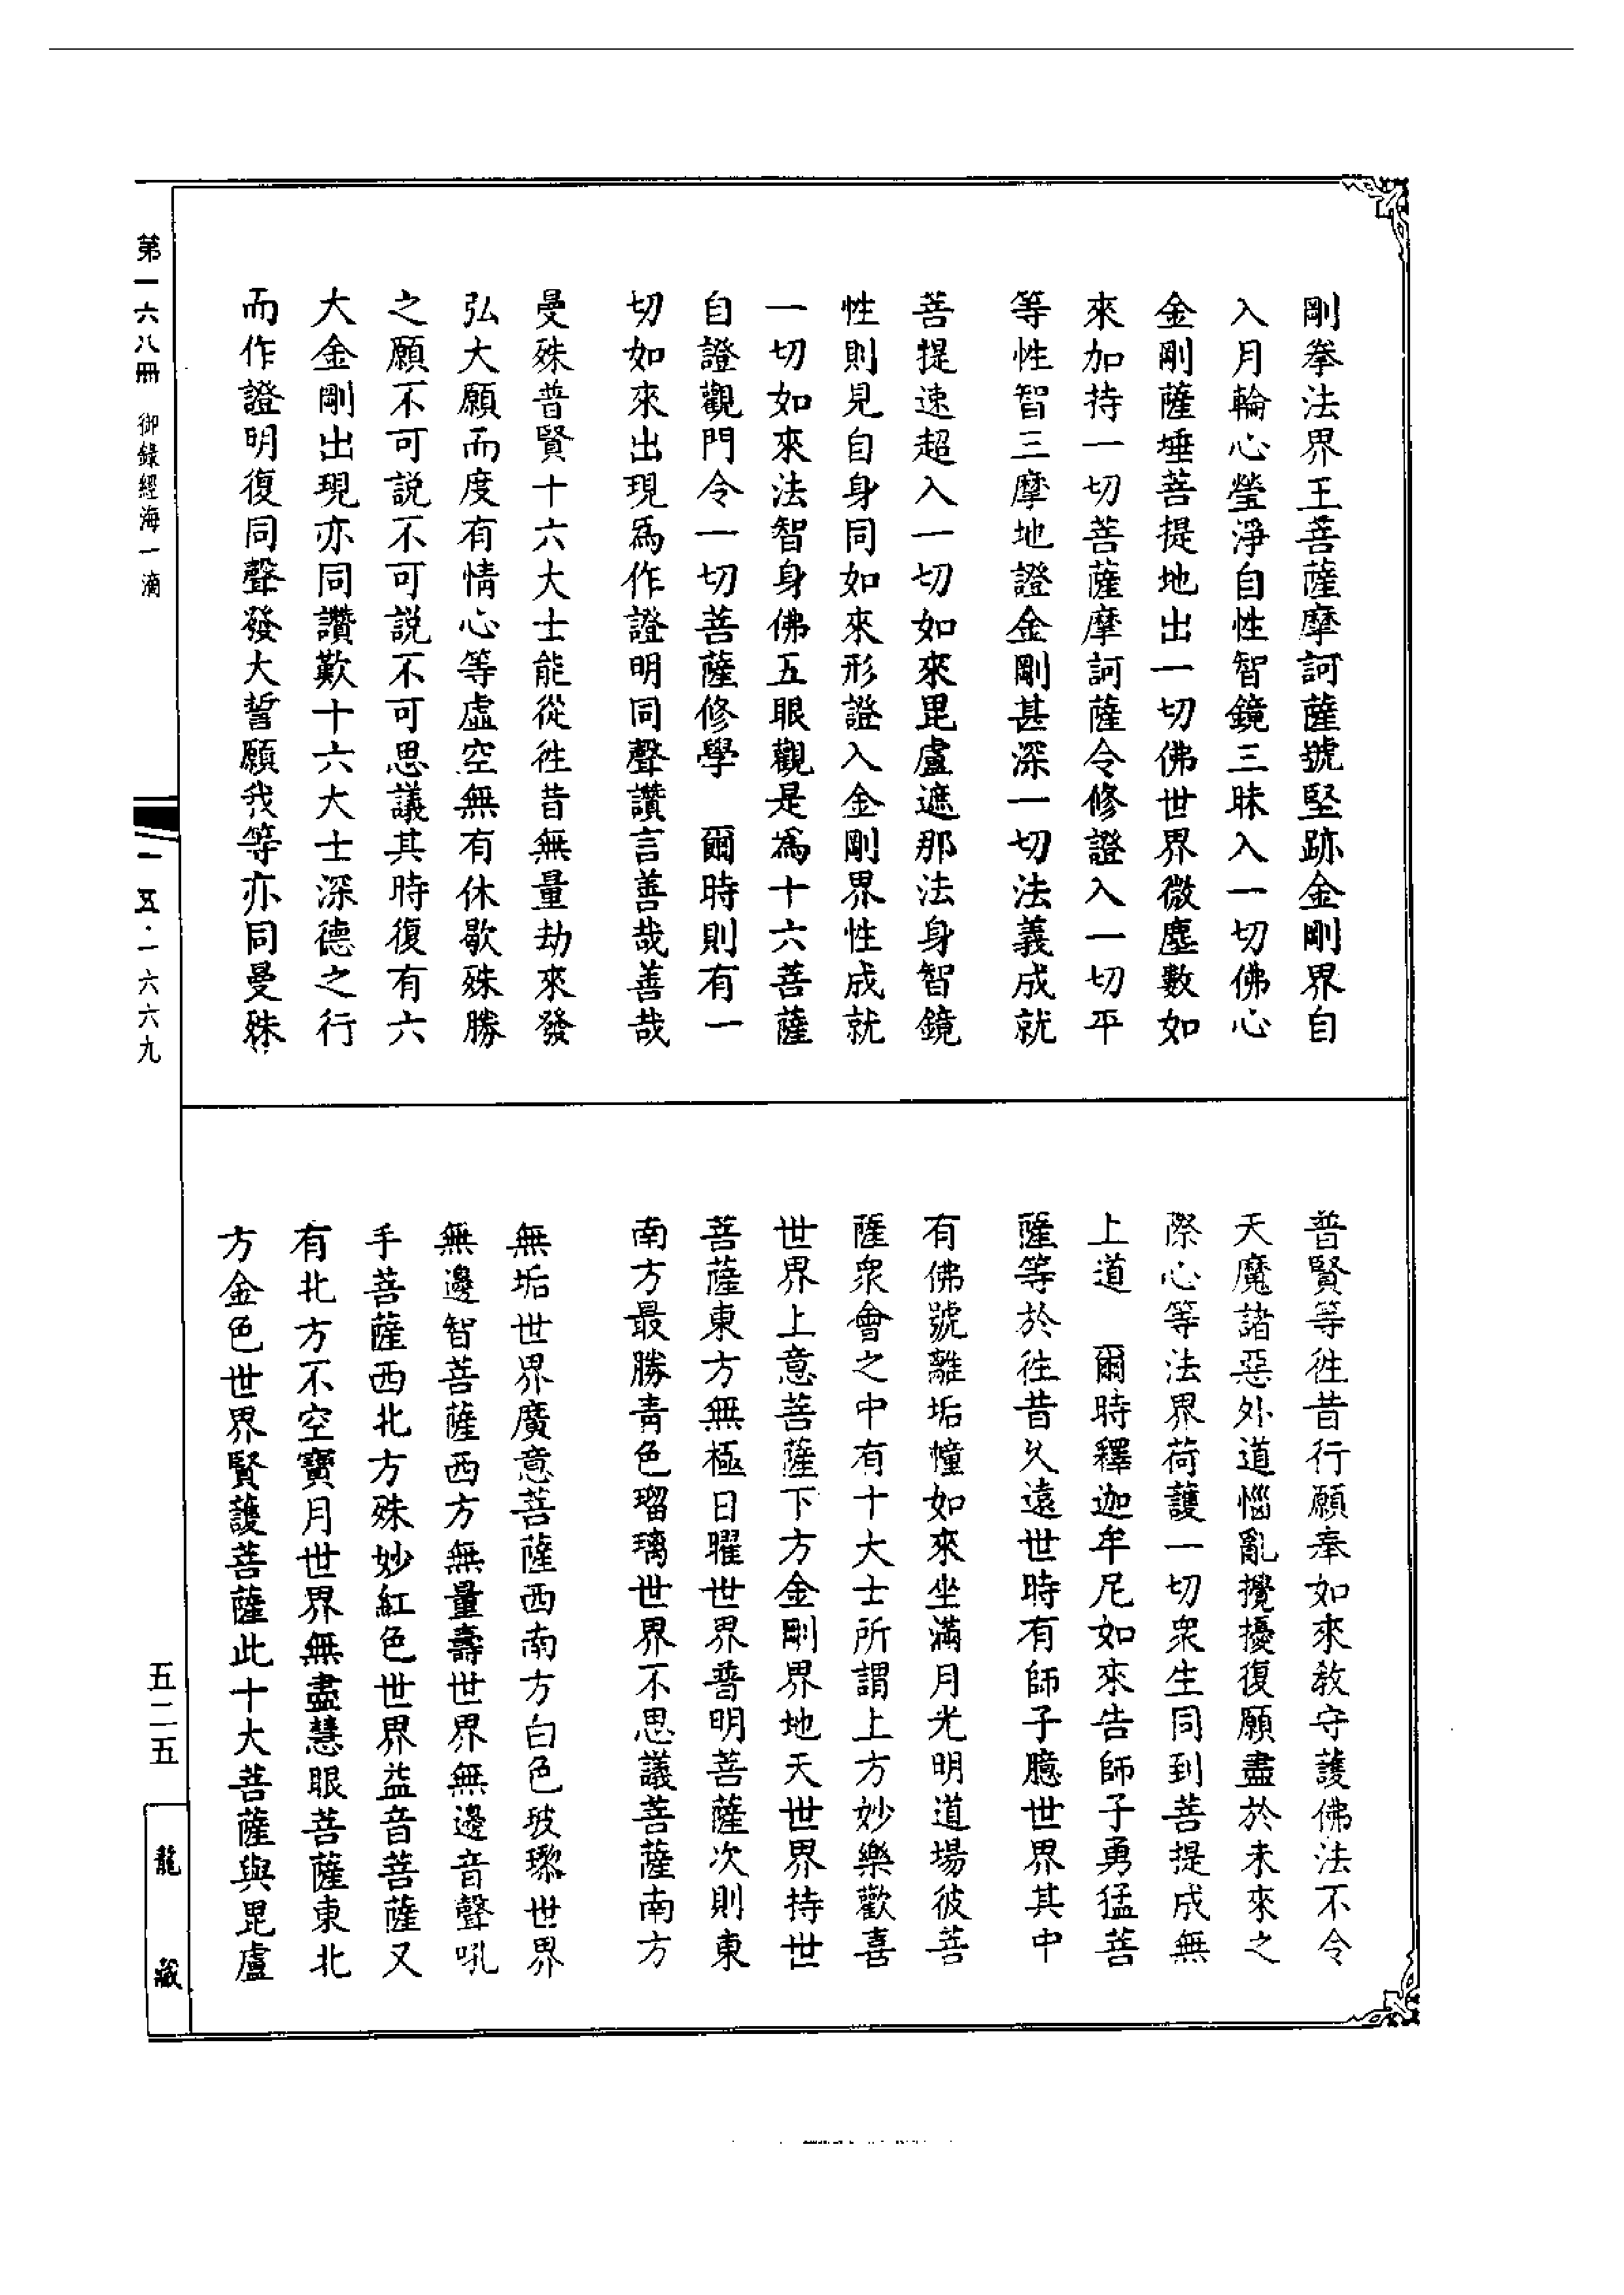 剛拳法界王菩薩摩訶薩號堅跡金剛界自
入月輪心瑩淨自性智鏡三昧入一切佛心
金剛薩埵菩提地出一切佛世界微塵數如
來加持一切菩薩摩訶薩令修證入一切平
等性智三摩地證金剛甚深一切法義成就
菩提速超入一切如來毘盧遮那法身智鏡
性則見自身同如來形證入金剛界性成就
一切如來法智身佛五眼觀是為十六菩薩
自證觀門令一切菩薩修學　爾時則有一
切如來出現為作證明同聲讚言善哉善哉
曼殊普賢十六大士能從往昔無量劫來發
弘大願而度有情心等虛空無有休歇殊勝
之願不可説不可説不可思議其時復有六
大金剛出現亦同讚歎十六大士深德之行
而作證明復同聲發大誓願我等亦同曼殊
普賢等往昔行願奉如來教守護佛法不令
天魔諸惡外道惱亂攪擾復願盡於未來之
際心等法界荷護一切衆生同到菩提成無
上道　爾時釋迦牟尼如來告師子勇猛菩
薩等於往昔久遠世時有師子臆世界其中
有佛號離垢幢如來坐滿月光明道場彼菩
薩衆會之中有十大士所謂上方妙樂歡喜
世界上意菩薩下方金剛界地天世界持世
菩薩東方無極日曜世界普明菩薩次則東
南方最勝青色瑠璃世界不思議菩薩南方
無垢世界廣意菩薩西南方白色玻瓈世界
無邊智菩薩西方無量壽世界無邊音聲吼
手菩薩西北方殊妙紅色世界益音菩薩又
有北方不空寶月世界無盡慧眼菩薩東北
方金色世界賢護菩薩此十大菩薩與毘盧
第一六八冊　御錄經海一滴
一五·一六六九
五二五
龍藏